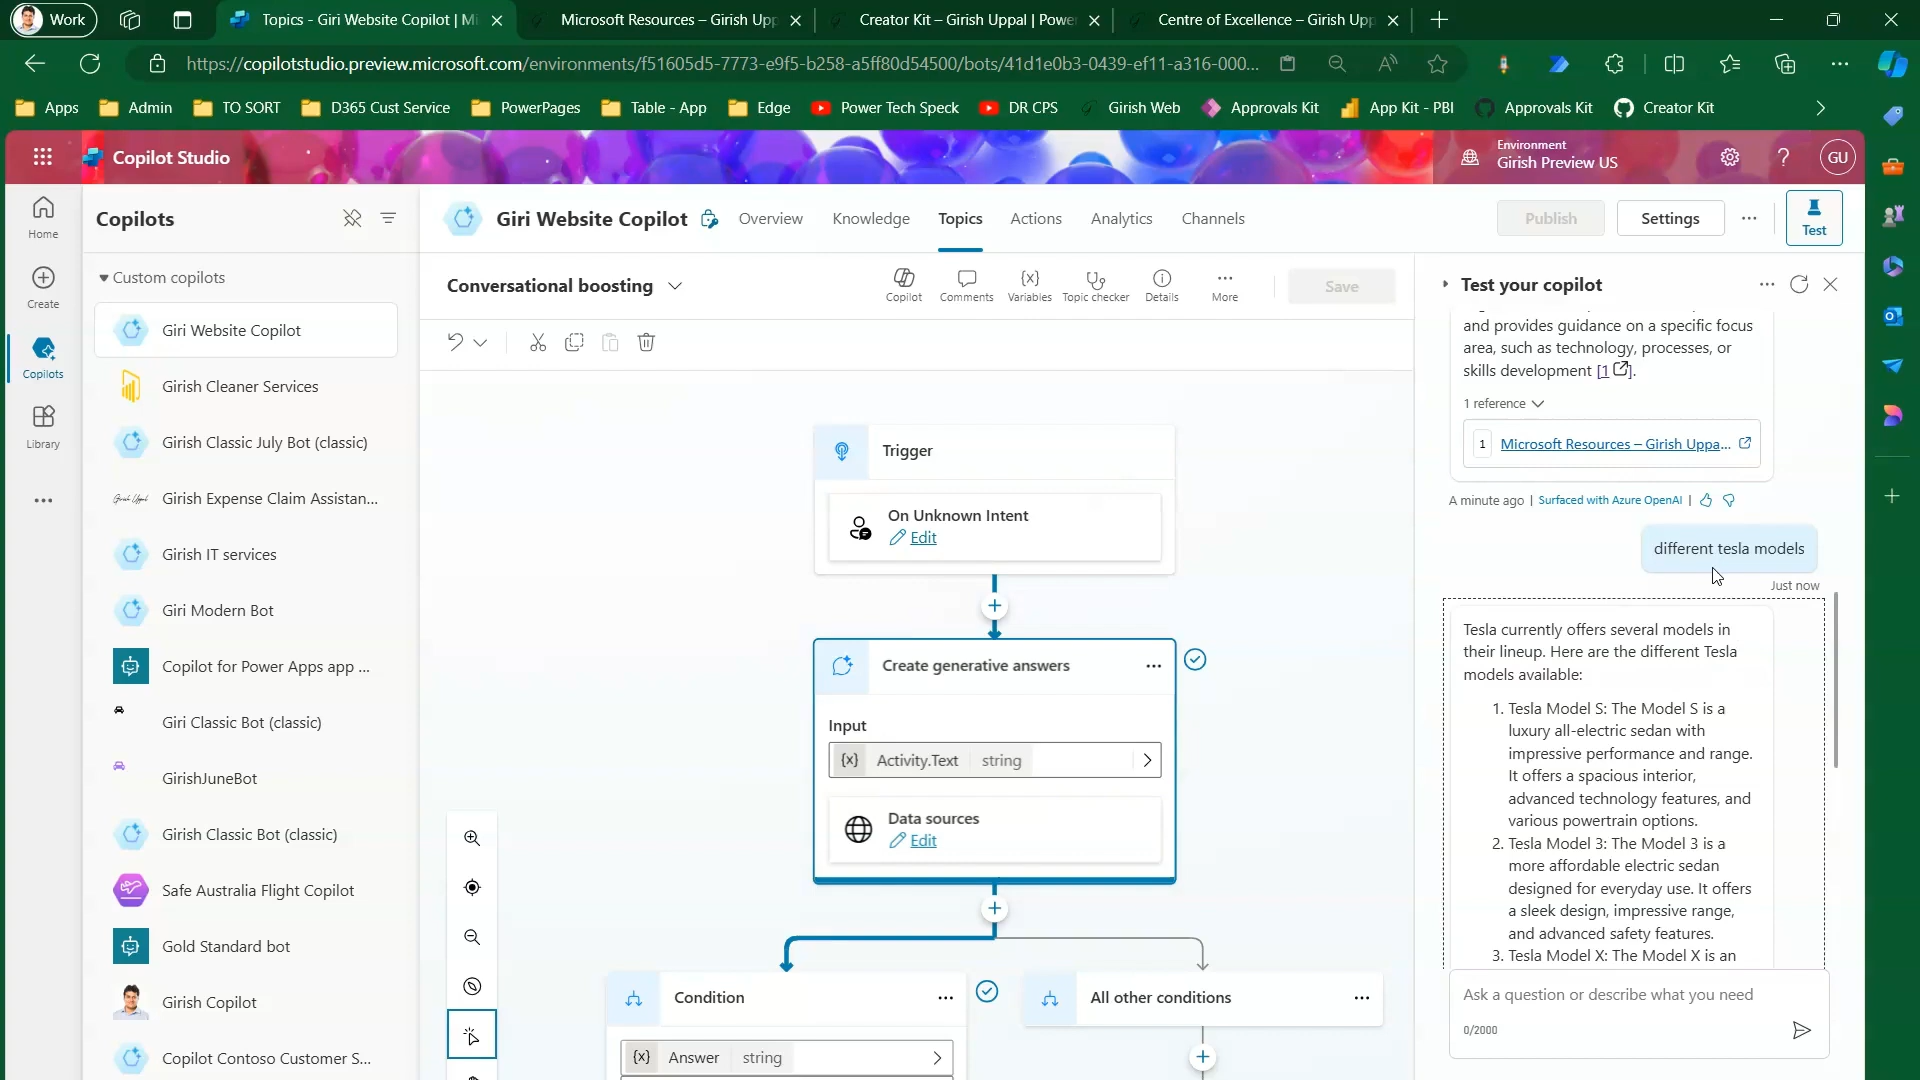 Work
Topics - Giri Website Copilot | Mi
Microsoft Resources – Girish Upp
Creator Kit – Girish Uppal | Powe
Centre of Excellence – Girish Upp
https://copilotstudio.preview.microsoft.com/environments/f51605d5-7773-e9f5-b258-a5ff80d54500/bots/41d1e0b3-0439-ef11-a316-000...
Apps
Admin
TO SORT
D365 Cust Service
PowerPages
Table - App
Edge
Power Tech Speck
DR CPS
Girish Web
Approvals Kit
App Kit - PBI
Approvals Kit
Creator Kit
Copilot Studio
Environment
Girish Preview US
?
GU
Home
Create
Copilots
Library
Copilots
Custom copilots
Giri Website Copilot
Girish Cleaner Services
Girish Classic July Bot (classic)
Girish Expense Claim Assistan...
Girish IT services
Giri Modern Bot
Copilot for Power Apps app ...
Giri Classic Bot (classic)
GirishJuneBot
Girish Classic Bot (classic)
Safe Australia Flight Copilot
Gold Standard bot
Girish Copilot
Copilot Contoso Customer S...
Giri Website Copilot
Overview
Knowledge
Topics
Actions
Analytics
Channels
Publish
Settings
Test
Conversational boosting
Copilot
Comments
{x} Variables
Topic checker
Details
More
Save
Trigger
On Unknown Intent
Edit
Create generative answers
Input
{x} Activity.Text string
Data sources
Edit
Condition
{x} Answer string
All other conditions
Test your copilot
and provides guidance on a specific focus
area, such as technology, processes, or
skills development [1].
1 reference
1 Microsoft Resources – Girish Uppa...
A minute ago | Surfaced with Azure OpenAI |
different tesla models
Just now
Tesla currently offers several models in
their lineup. Here are the different Tesla
models available:
1. Tesla Model S: The Model S is a
luxury all-electric sedan with
impressive performance and range.
It offers a spacious interior,
advanced technology features, and
various powertrain options.
2. Tesla Model 3: The Model 3 is a
more affordable electric sedan
designed for everyday use. It offers
a sleek design, impressive range,
and advanced safety features.
3. Tesla Model X: The Model X is an
Ask a question or describe what you need
0/2000